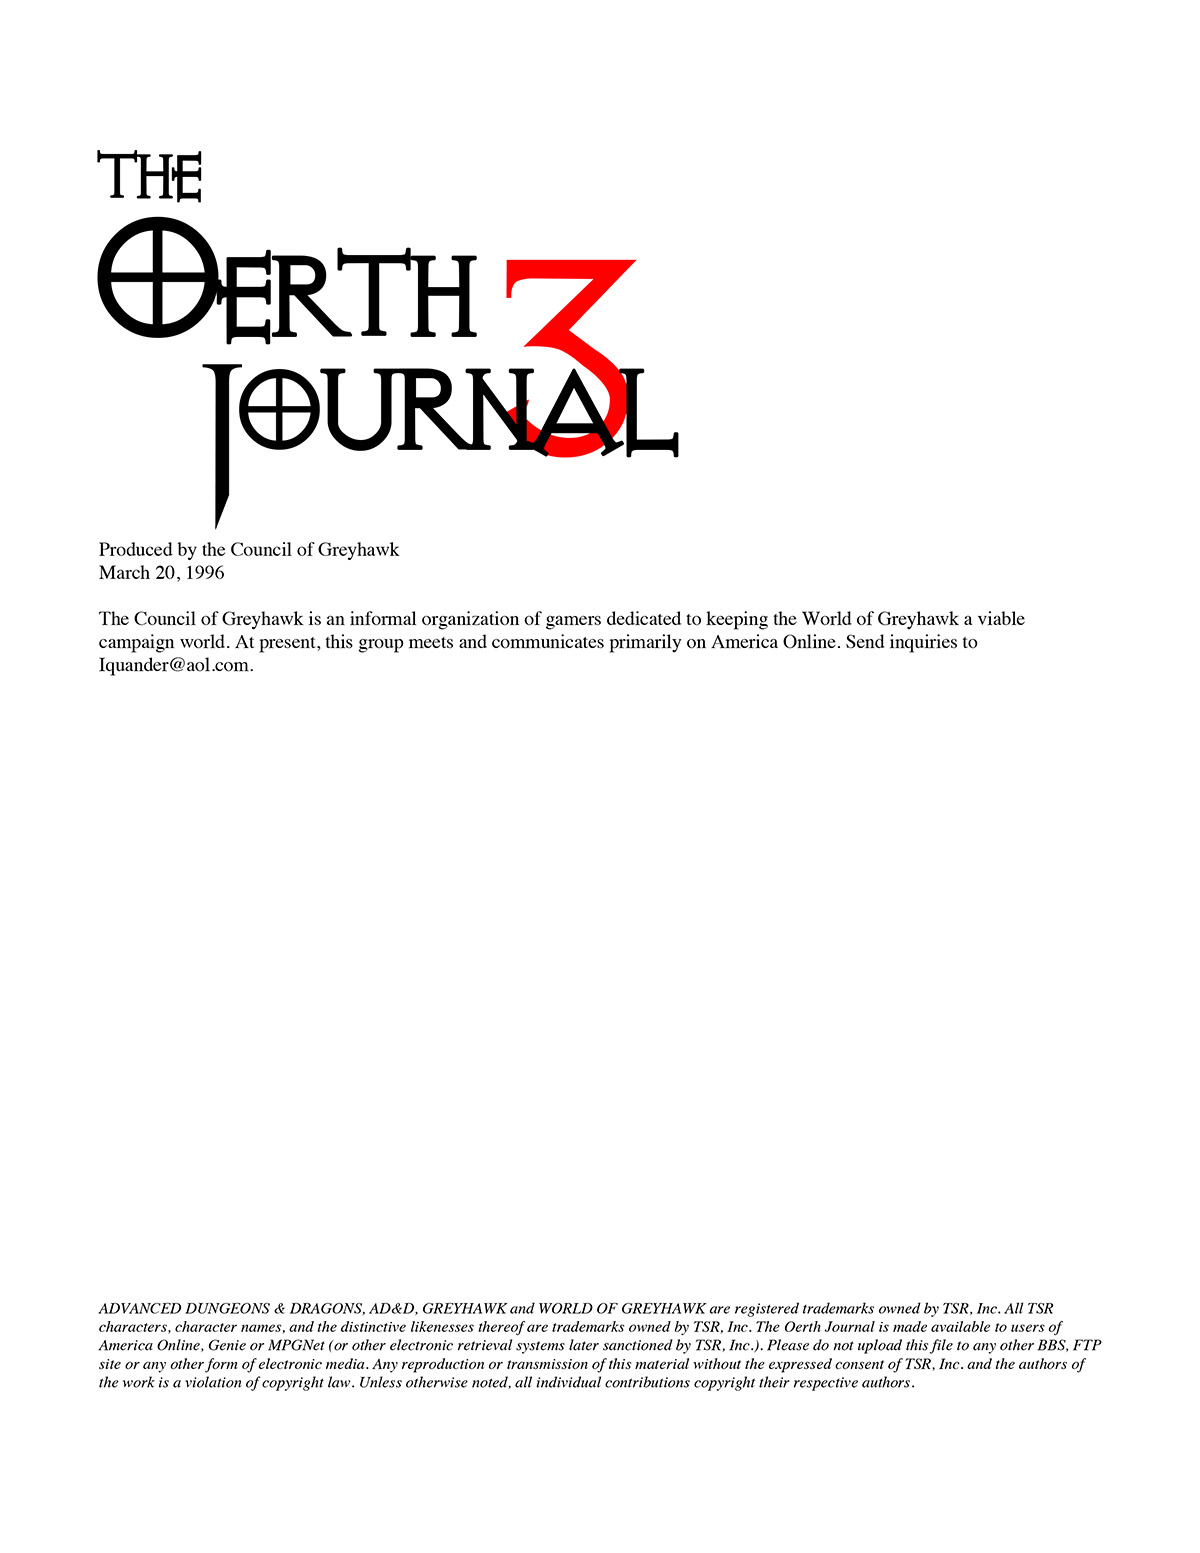 THE
OERTH 3
JOURNAL
Produced by the Council of Greyhawk
March 20, 1996
The Council of Greyhawk is an informal organization of gamers dedicated to keeping the World of Greyhawk a viable
campaign world. At present, this group meets and communicates primarily on America Online. Send inquiries to
Iquander@aol.com.
ADVANCED DUNGEONS & DRAGONS, AD&D, GREYHAWK and WORLD OF GREYHAWK are registered trademarks owned by TSR, Inc. All TSR
characters, character names, and the distinctive likenesses thereof are trademarks owned by TSR, Inc. The Oerth Journal is made available to users of
America Online, Genie or MPGNet (or other electronic retrieval systems later sanctioned by TSR, Inc.). Please do not upload this file to any other BBS, FTP
site or any other form of electronic media. Any reproduction or transmission of this material without the expressed consent of TSR, Inc. and the authors of
the work is a violation of copyright law. Unless otherwise noted, all individual contributions copyright their respective authors.